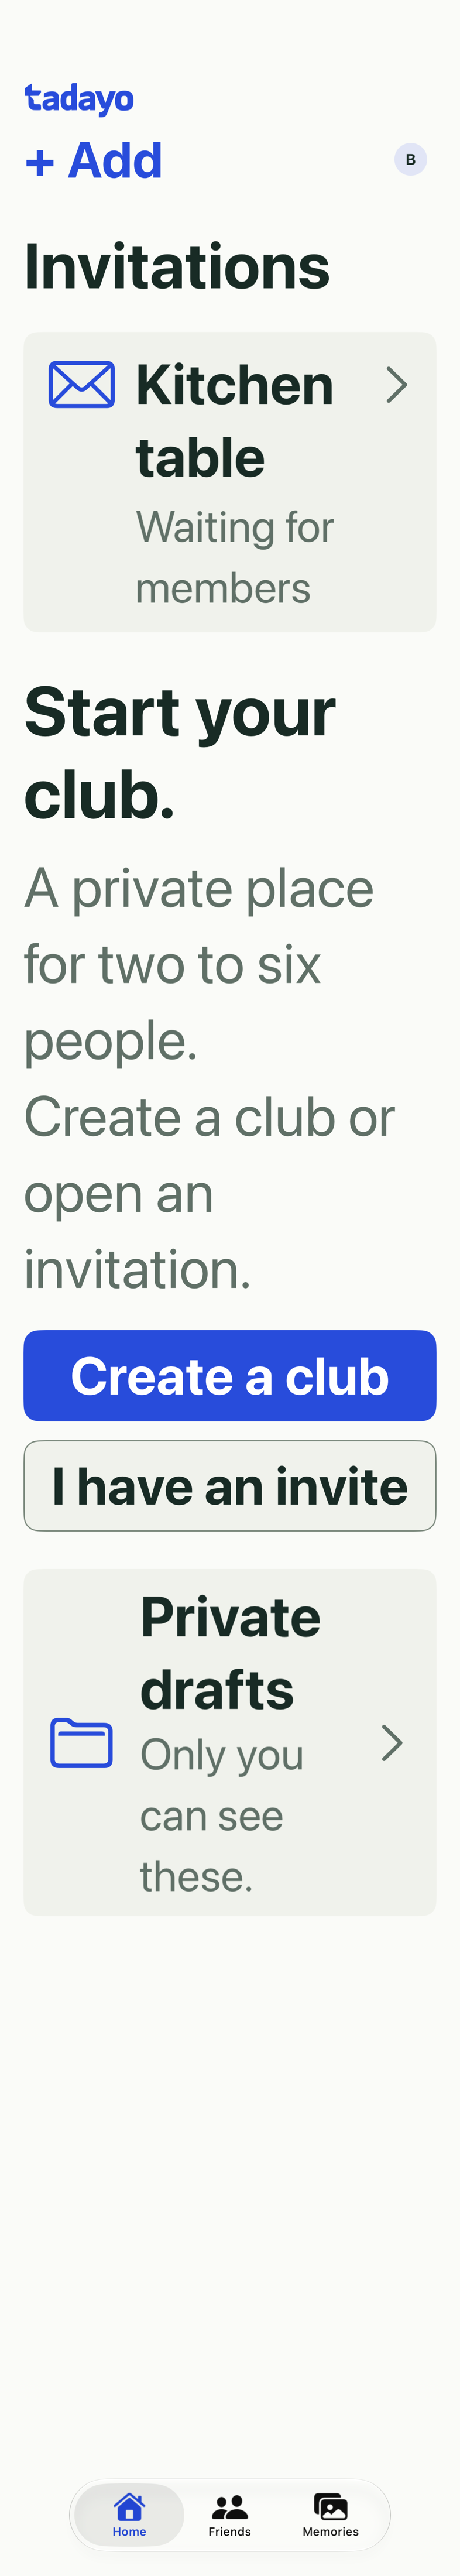 tadayo
+ Add
B
Invitations
Kitchen
table
Waiting for
members
Start your
club.
A private place
for two to six
people.
Create a club or
open an
invitation.
Create a club
I have an invite
Private
drafts
Only you
can see
these.
Home
Friends
Memories